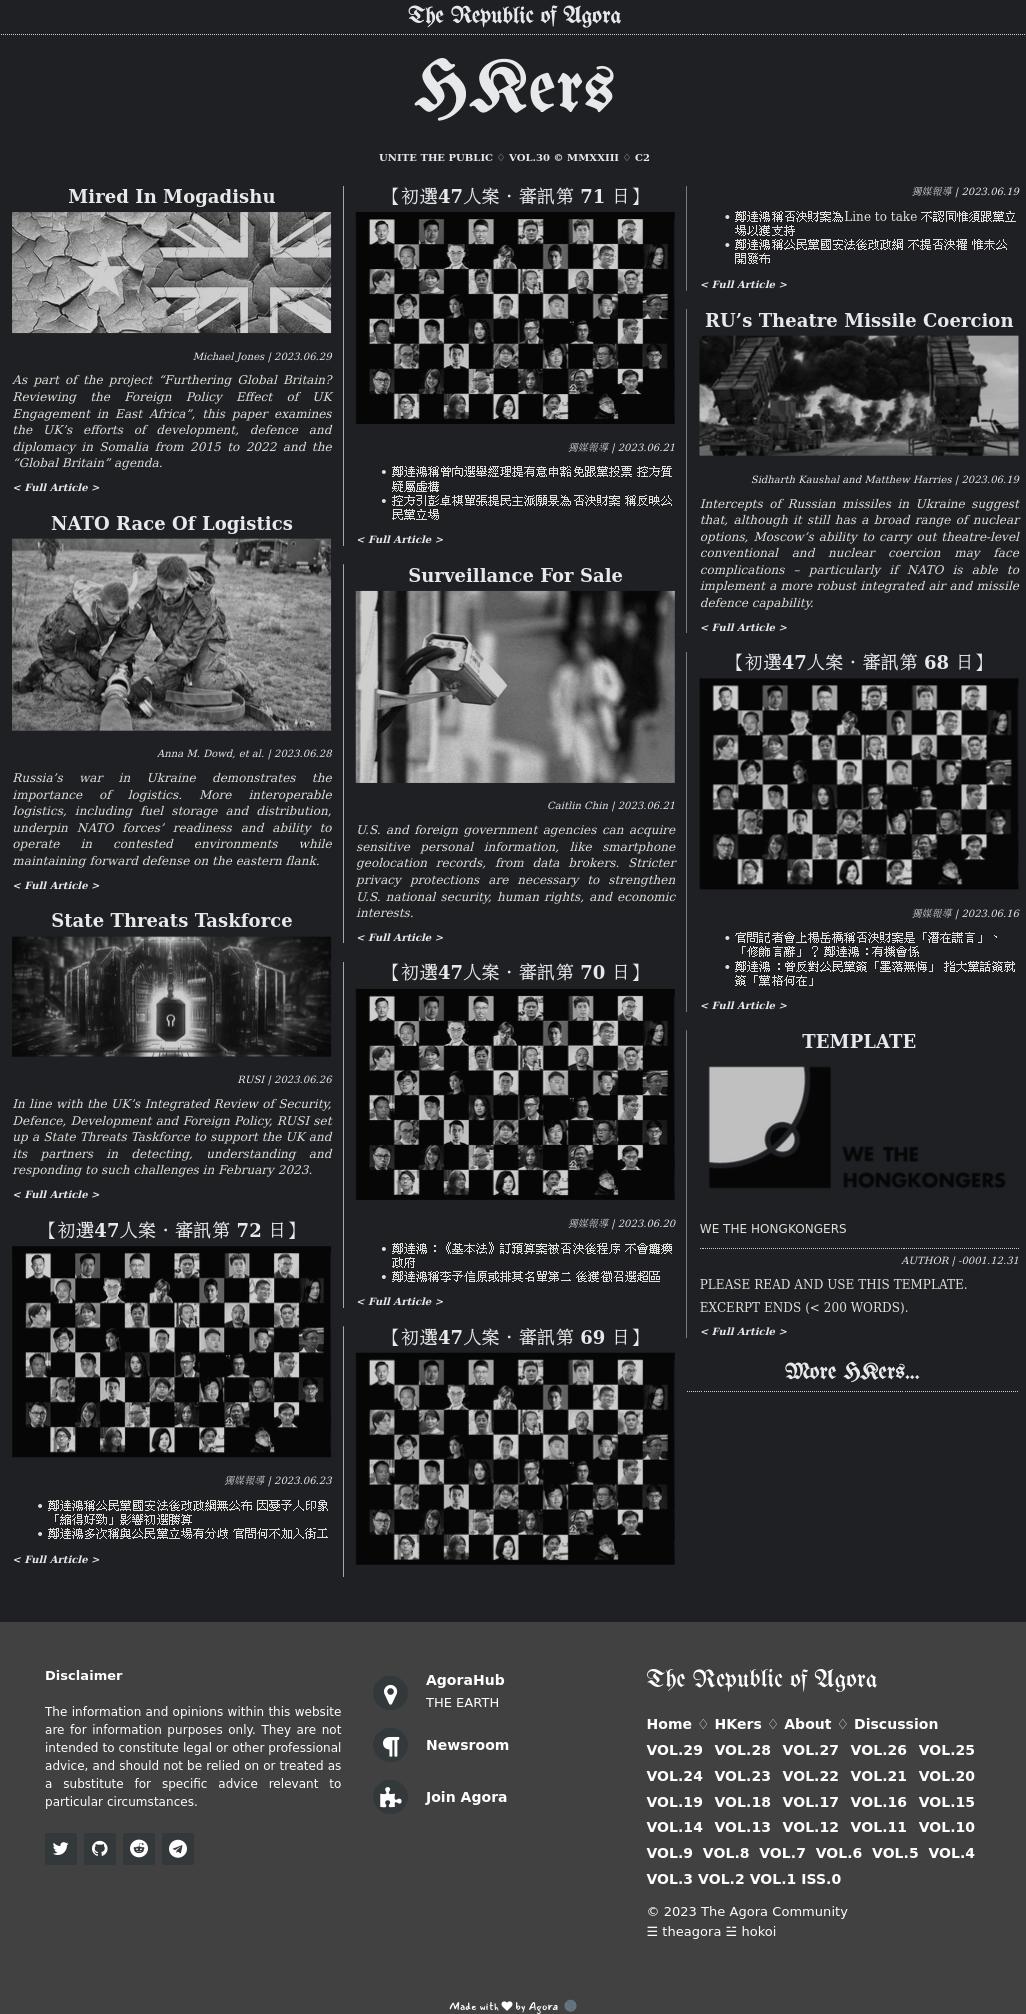 The Republic of Agora
HKers
UNITE THE PUBLIC ♢ VOL.30 © MMXXIII ♢ C2
Mired In Mogadishu
Michael Jones | 2023.06.29
As part of the project “Furthering Global Britain?
Reviewing the Foreign Policy Effect of UK
Engagement in East Africa”, this paper examines
the UK’s efforts of development, defence and
diplomacy in Somalia from 2015 to 2022 and the
“Global Britain” agenda.
< Full Article >
NATO Race Of Logistics
Anna M. Dowd, et al. | 2023.06.28
Russia’s war in Ukraine demonstrates the
importance of logistics. More interoperable
logistics, including fuel storage and distribution,
underpin NATO forces’ readiness and ability to
operate in contested environments while
maintaining forward defense on the eastern flank.
< Full Article >
State Threats Taskforce
RUSI | 2023.06.26
In line with the UK’s Integrated Review of Security,
Defence, Development and Foreign Policy, RUSI set
up a State Threats Taskforce to support the UK and
its partners in detecting, understanding and
responding to such challenges in February 2023.
< Full Article >
【初選47人案・審訊第 72 日】
獨媒報導 | 2023.06.23
• 鄭達鴻稱公民黨國安法後改政綱無公布 因憂予人印象
「縮得好勁」影響初選勝算
• 鄭達鴻多次稱與公民黨立場有分歧 官問何不加入街工
< Full Article >
【初選47人案・審訊第 71 日】
獨媒報導 | 2023.06.21
• 鄭達鴻稱曾向選舉經理提有意申豁免跟黨投票 控方質
疑屬虛構
• 控方引彭卓棋單張提民主派願景為否決財案 稱反映公
民黨立場
< Full Article >
Surveillance For Sale
Caitlin Chin | 2023.06.21
U.S. and foreign government agencies can acquire
sensitive personal information, like smartphone
geolocation records, from data brokers. Stricter
privacy protections are necessary to strengthen
U.S. national security, human rights, and economic
interests.
< Full Article >
【初選47人案・審訊第 70 日】
獨媒報導 | 2023.06.20
• 鄭達鴻：《基本法》訂預算案被否決後程序 不會癱瘓
政府
• 鄭達鴻稱李予信原或排其名單第二 後獲徵召選超區
< Full Article >
【初選47人案・審訊第 69 日】
獨媒報導 | 2023.06.19
• 鄭達鴻稱否決財案為Line to take 不認同惟須跟黨立
場以獲支持
• 鄭達鴻稱公民黨國安法後改政綱 不提否決權 惟未公
開發布
< Full Article >
RU’s Theatre Missile Coercion
Sidharth Kaushal and Matthew Harries | 2023.06.19
Intercepts of Russian missiles in Ukraine suggest
that, although it still has a broad range of nuclear
options, Moscow’s ability to carry out theatre-level
conventional and nuclear coercion may face
complications – particularly if NATO is able to
implement a more robust integrated air and missile
defence capability.
< Full Article >
【初選47人案・審訊第 68 日】
獨媒報導 | 2023.06.16
• 官問記者會上楊岳橋稱否決財案是「潛在謊言」、
「修飾言辭」？ 鄭達鴻：有機會係
• 鄭達鴻：曾反對公民黨簽「墨落無悔」 指大黨話簽就
簽「黨格何在」
< Full Article >
TEMPLATE
WE THE
HONGKONGERS
WE THE HONGKONGERS
AUTHOR | -0001.12.31
PLEASE READ AND USE THIS TEMPLATE.
EXCERPT ENDS (< 200 WORDS).
< Full Article >
More HKers...
Disclaimer
The information and opinions within this website
are for information purposes only. They are not
intended to constitute legal or other professional
advice, and should not be relied on or treated as
a substitute for specific advice relevant to
particular circumstances.
AgoraHub
THE EARTH
Newsroom
Join Agora
The Republic of Agora
Home ♢ HKers ♢ About ♢ Discussion
VOL.29 VOL.28 VOL.27 VOL.26 VOL.25
VOL.24 VOL.23 VOL.22 VOL.21 VOL.20
VOL.19 VOL.18 VOL.17 VOL.16 VOL.15
VOL.14 VOL.13 VOL.12 VOL.11 VOL.10
VOL.9 VOL.8 VOL.7 VOL.6 VOL.5 VOL.4
VOL.3 VOL.2 VOL.1 ISS.0
© 2023 The Agora Community
☰ theagora ☱ hokoi
Made with ♥ by Agora